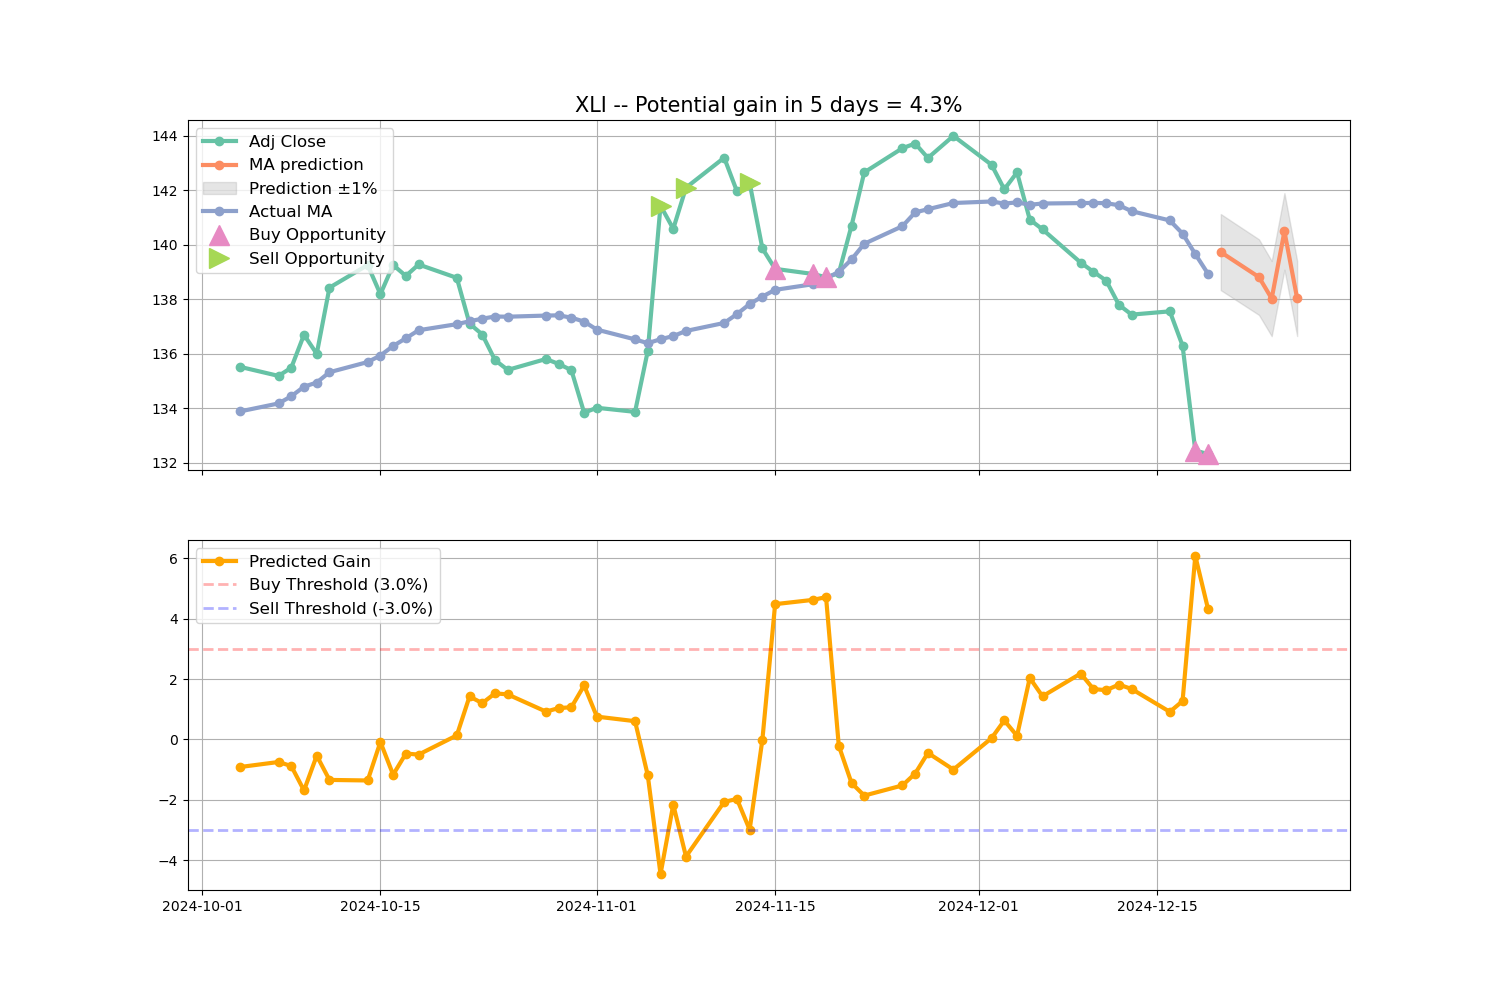 XLI -- Potential gain in 5 days = 4.3%
144
142
140
138
136
134
132
Adj Close
MA prediction
Prediction ±1%
Actual MA
Buy Opportunity
Sell Opportunity
6
4
2
0
−2
−4
Predicted Gain
Buy Threshold (3.0%)
Sell Threshold (-3.0%)
2024-10-01
2024-10-15
2024-11-01
2024-11-15
2024-12-01
2024-12-15